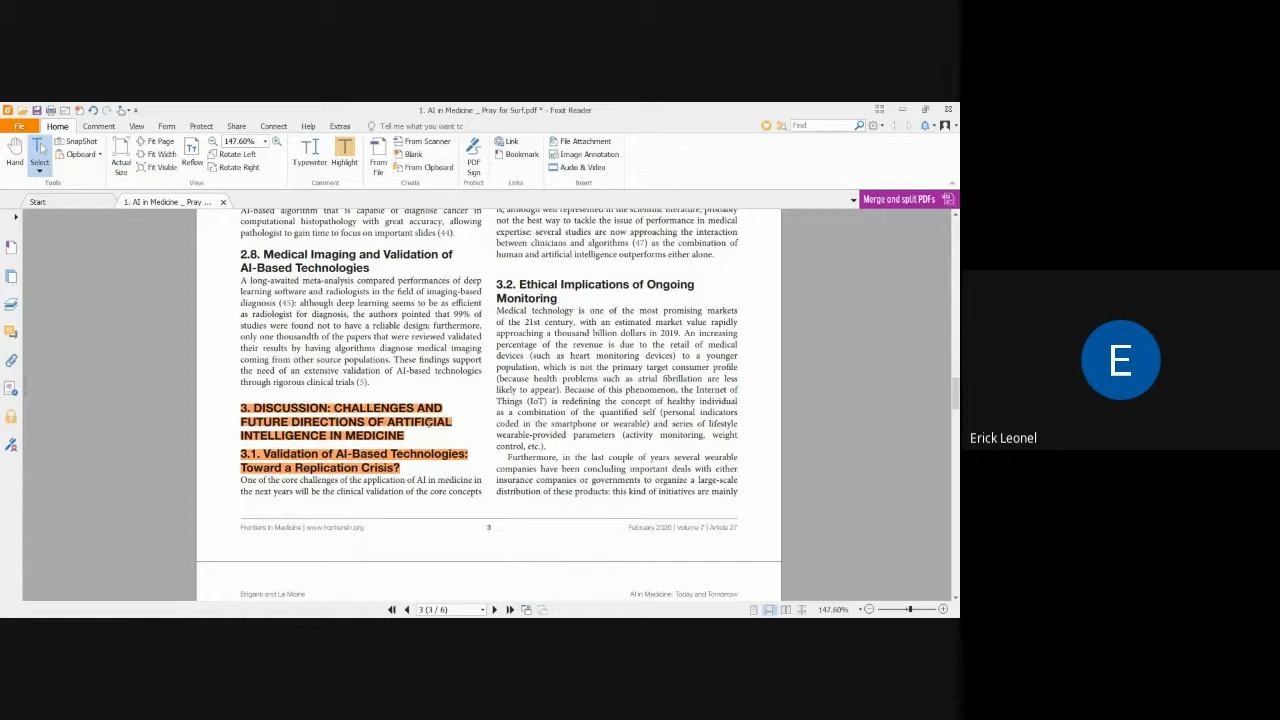 1. AI in Medicine _ Pray for Surf.pdf * - Foxit Reader
File
Home
Comment
View
Form
Protect
Share
Connect
Help
Extras
Tell me what you want tc
Find
Hand
Select
SnapShot
Clipboard
Tools
Actual Size
Fit Page
Fit Width
Fit Visible
Reflow
147.60%
Rotate Left
Rotate Right
View
Typewriter
Highlight
Comment
From File
From Scanner
Blank
From Clipboard
Create
PDF Sign
Protect
Link
Bookmark
Links
File Attachment
Image Annotation
Audio & Video
Insert
Start
1. AI in Medicine _ Pray ...
Merge and split PDFs
AI-based algorithm that is capable of diagnose cancer in
computational histopathology with great accuracy, allowing
pathologist to gain time to focus on important slides (44).
2.8. Medical Imaging and Validation of
AI-Based Technologies
A long-awaited meta-analysis compared performances of deep
learning software and radiologists in the field of imaging-based
diagnosis (45): although deep learning seems to be as efficient
as radiologist for diagnosis, the authors pointed that 99% of
studies were found not to have a reliable design; furthermore,
only one thousandth of the papers that were reviewed validated
their results by having algorithms diagnose medical imaging
coming from other source populations. These findings support
the need of an extensive validation of AI-based technologies
through rigorous clinical trials (5).
3. DISCUSSION: CHALLENGES AND
FUTURE DIRECTIONS OF ARTIFICIAL
INTELLIGENCE IN MEDICINE
3.1. Validation of AI-Based Technologies:
Toward a Replication Crisis?
One of the core challenges of the application of AI in medicine in
the next years will be the clinical validation of the core concepts
is, although well represented in the scientific literature, probably
not the best way to tackle the issue of performance in medical
expertise: several studies are now approaching the interaction
between clinicians and algorithms (47) as the combination of
human and artificial intelligence outperforms either alone.
3.2. Ethical Implications of Ongoing
Monitoring
Medical technology is one of the most promising markets
of the 21st century, with an estimated market value rapidly
approaching a thousand billion dollars in 2019. An increasing
percentage of the revenue is due to the retail of medical
devices (such as heart monitoring devices) to a younger
population, which is not the primary target consumer profile
(because health problems such as atrial fibrillation are less
likely to appear). Because of this phenomenon, the Internet of
Things (IoT) is redefining the concept of healthy individual
as a combination of the quantified self (personal indicators
coded in the smartphone or wearable) and series of lifestyle
wearable-provided parameters (activity monitoring, weight
control, etc.).
Furthermore, in the last couple of years several wearable
companies have been concluding important deals with either
insurance companies or governments to organize a large-scale
distribution of these products: this kind of initiatives are mainly
Frontiers in Medicine | www.frontiersin.org
3
February 2020 | Volume 7 | Article 27
Briganti and Le Moine
AI in Medicine: Today and Tomorrow
3 (3 / 6)
147.60%
E
Erick Leonel